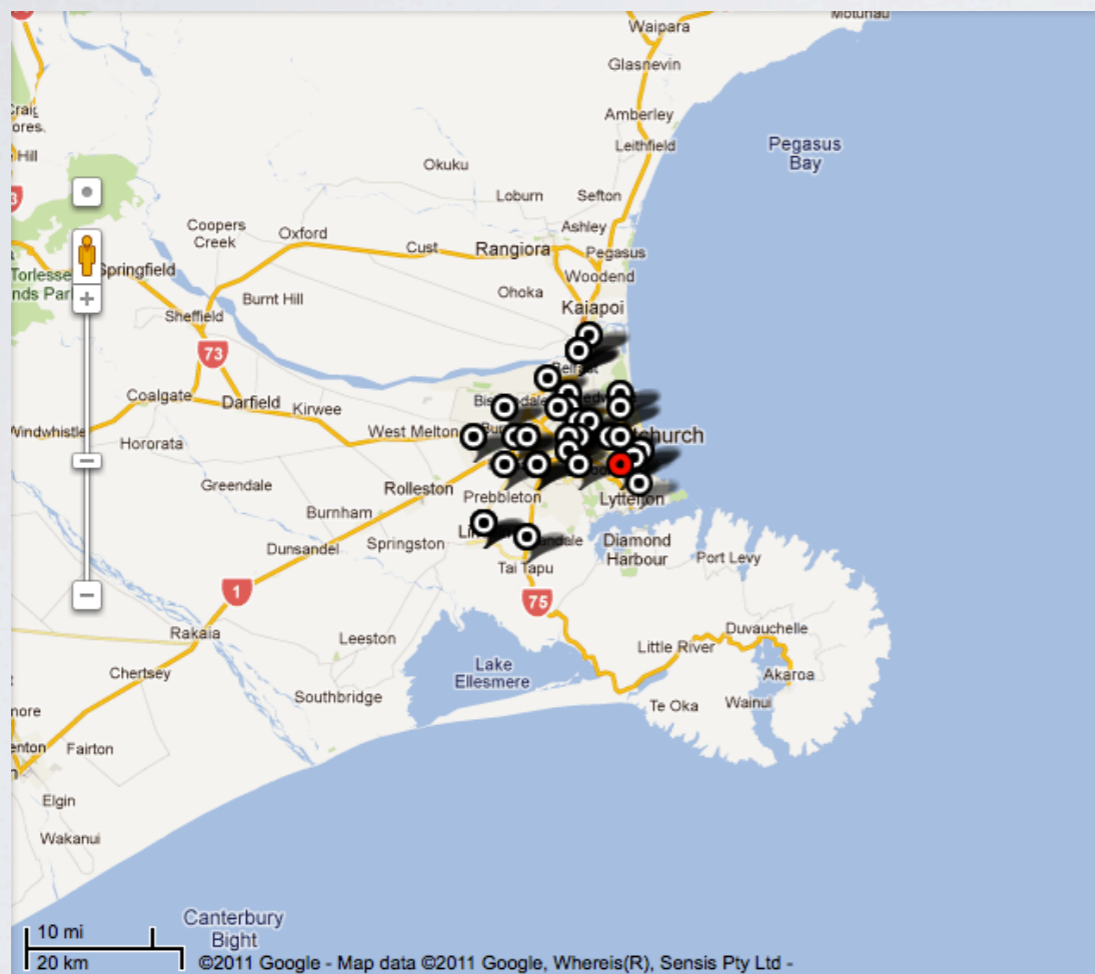 Motunau
Waipara
Glasnevin
Amberley
Leithfield
Pegasus
Bay
Okuku
Loburn
Sefton
Ashley
Coopers
Creek
Oxford
Cust
Rangiora
Pegasus
Woodend
Springfield
Burnt Hill
Ohoka
Kaiapoi
Sheffield
73
Coalgate
Darfield
Kirwee
West Melton
Windwhistle
Hororata
Greendale
Rolleston
Prebbleton
Lyttelton
Burnham
Dunsandel
Springston
Diamond
Harbour
Port Levy
Tai Tapu
1
75
Rakaia
Leeston
Little River
Duvauchelle
Chertsey
Lake
Ellesmere
Akaroa
Southbridge
Te Oka
Wainui
Fairton
Elgin
Wakanui
Canterbury
Bight
10 mi
20 km
©2011 Google - Map data ©2011 Google, Whereis(R), Sensis Pty Ltd -